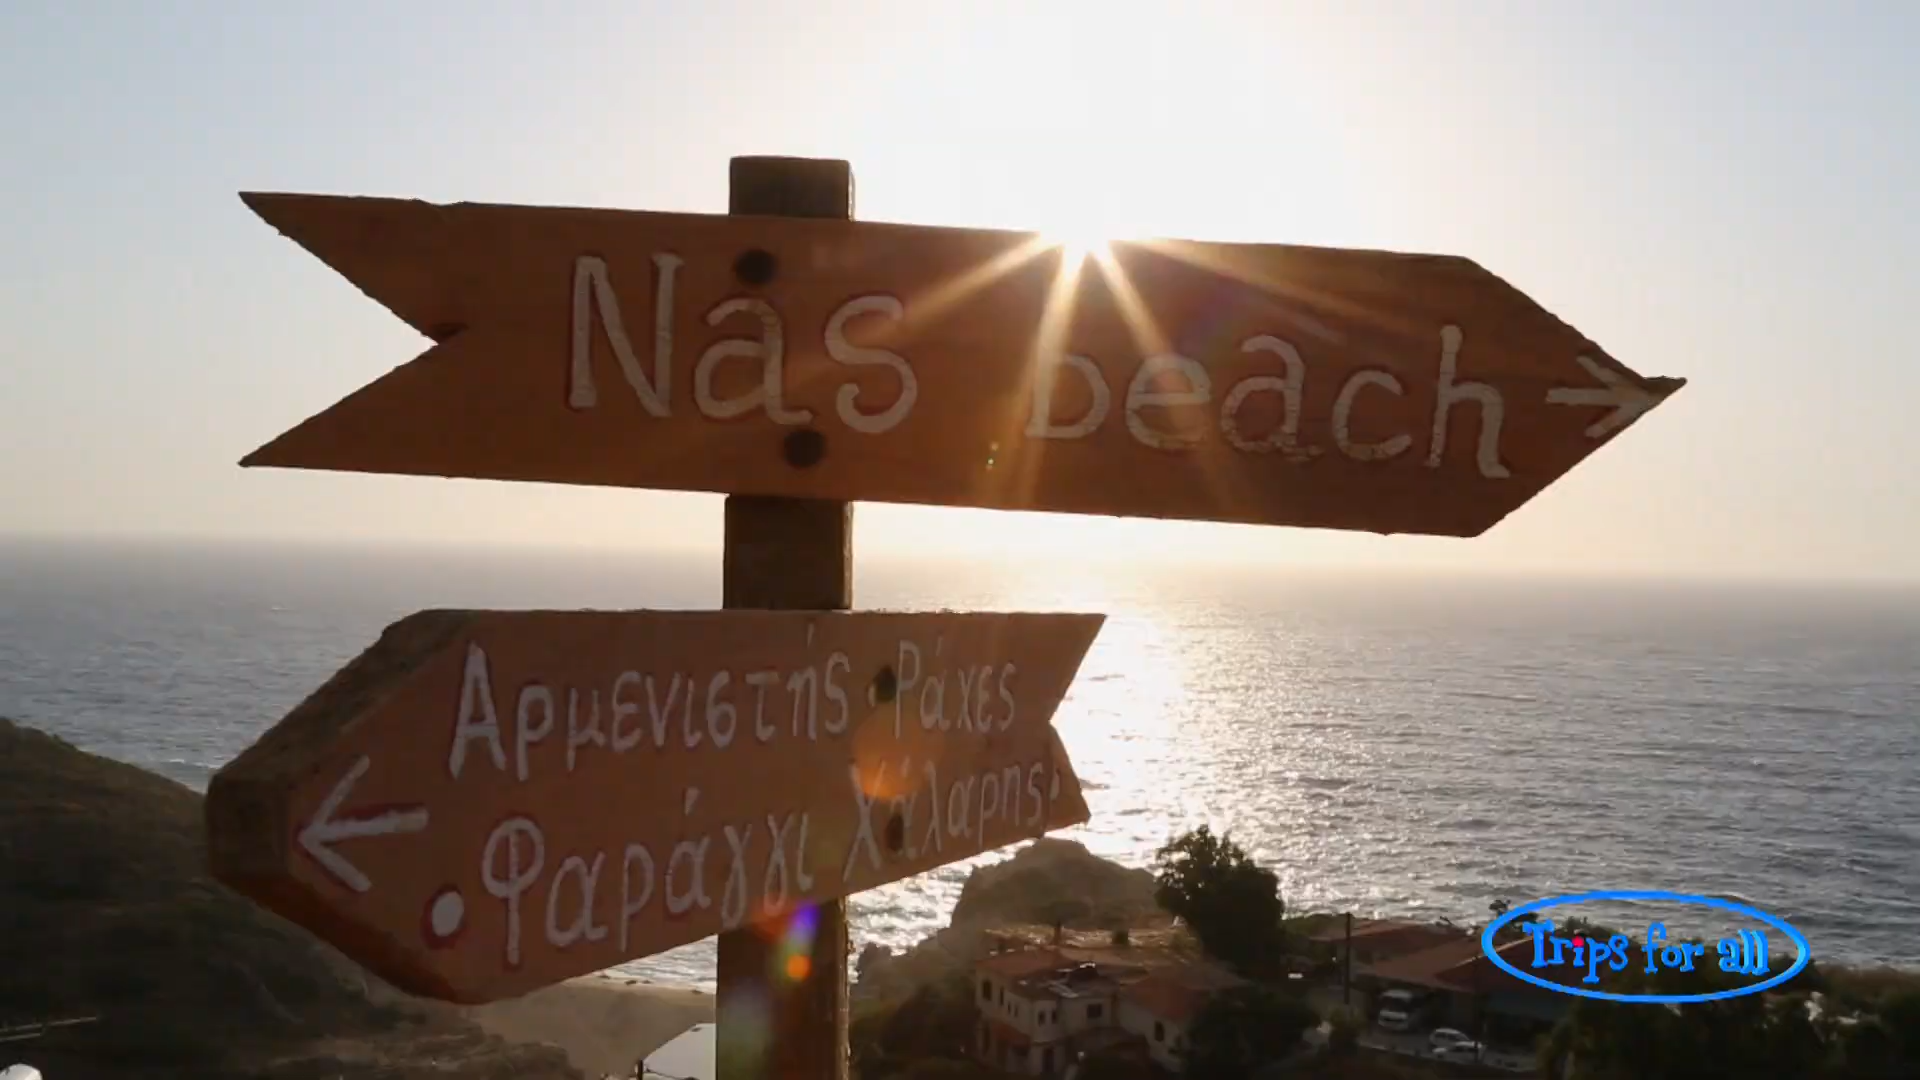 Nas beach →
Αρμενιστής · Ράχες
← • Φαράγγι Χάλαρης
Trips for all